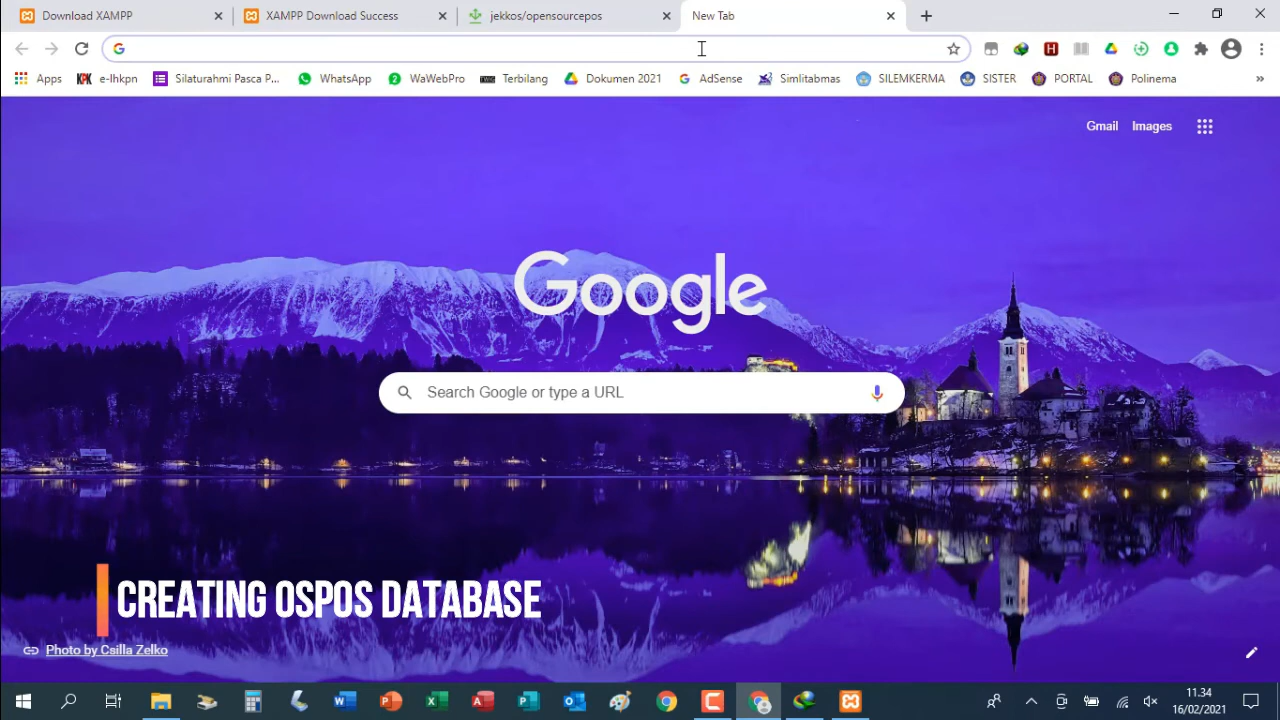 Download XAMPP
XAMPP Download Success
jekkos/opensourcepos
New Tab
Apps
e-lhkpn
Silaturahmi Pasca P...
WhatsApp
WaWebPro
Terbilang
Dokumen 2021
AdSense
Simlitabmas
SILEMKERMA
SISTER
PORTAL
Polinema
»
Gmail
Images
Google
Search Google or type a URL
CREATING OSPOS DATABASE
Photo by Csilla Zelko
11.34
16/02/2021